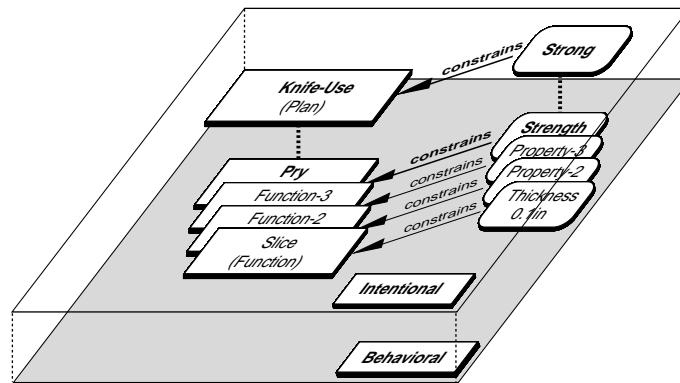 Strong
constrains
Knife-Use
(Plan)
Strength
constrains
Property-3
Pry
constrains
Property-2
Function-3
constrains
Thickness
0.1in
Function-2
constrains
Slice
(Function)
Intentional
Behavioral